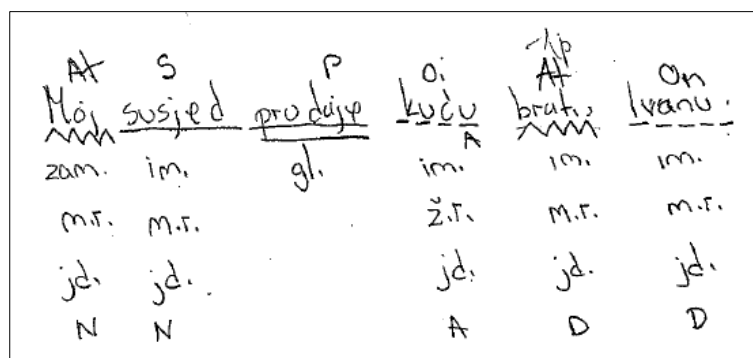 Ap
At S P Oi At On
Moj susjed prodaje kuću bratu Ivanu.
A
zam. im. gl. im. im. im.
m.r. m.r. ž.r. m.r. m.r.
jd. jd. jd. jd. jd.
N N A D D